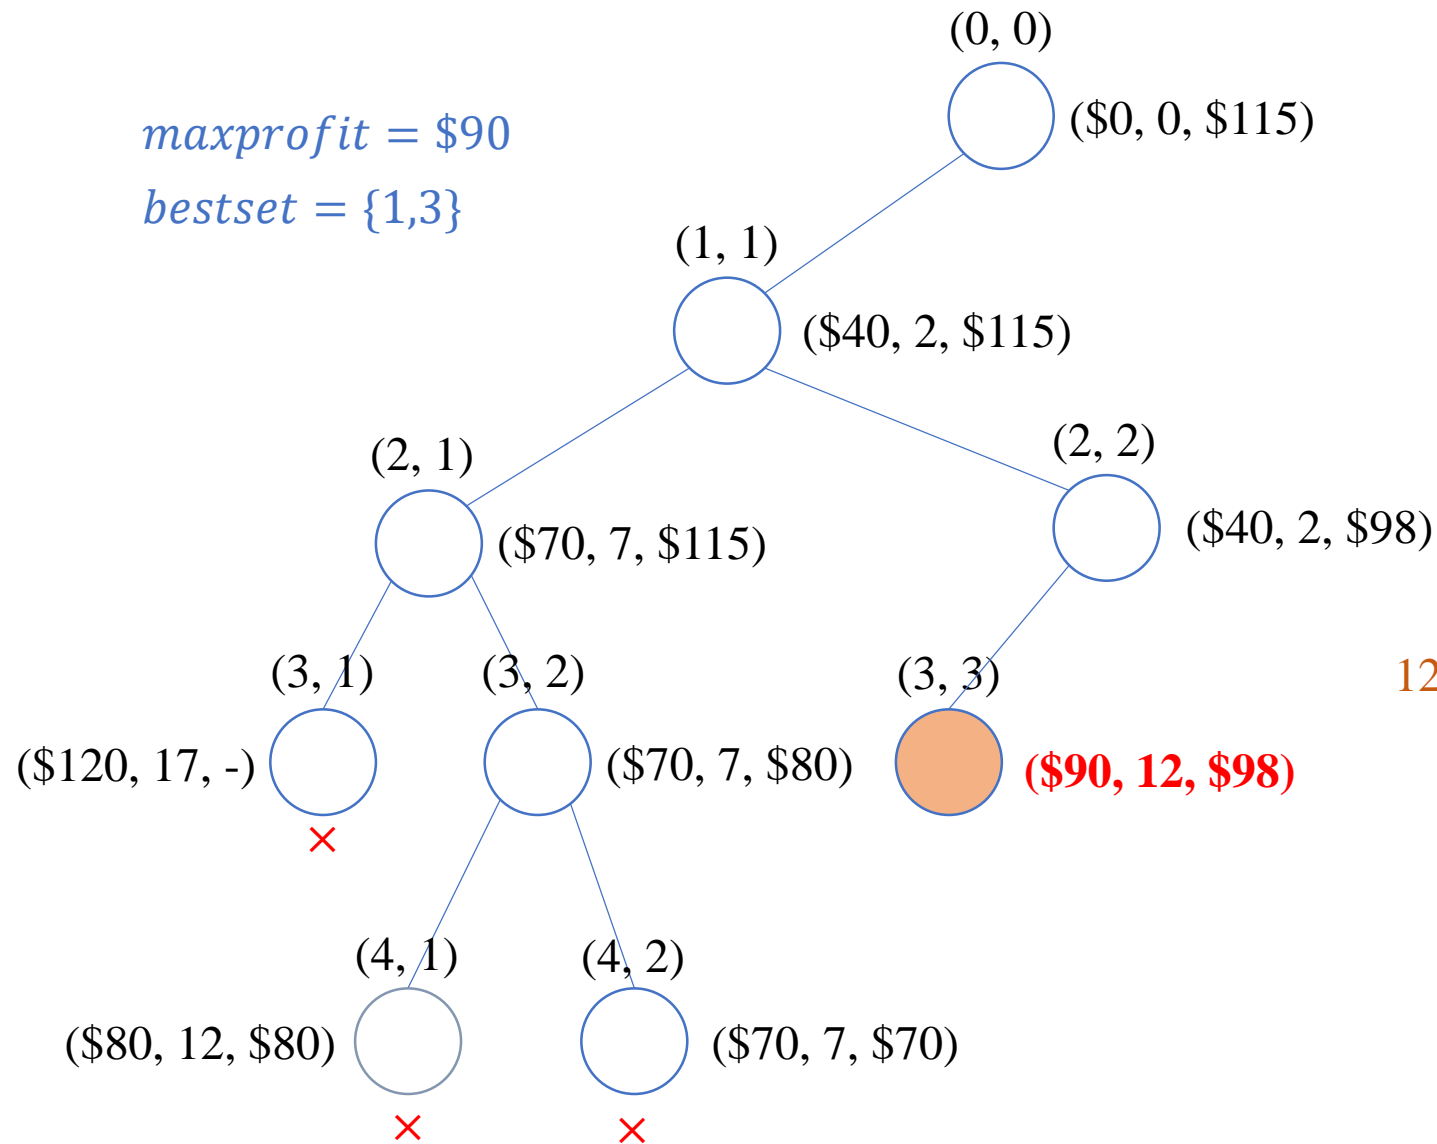 (0, 0)
($0, 0, $115)
maxprofit = $90
bestset = {1,3}
(1, 1)
($40, 2, $115)
(2, 1)
($70, 7, $115)
(2, 2)
($40, 2, $98)
(3, 1)
($120, 17, -)
×
(3, 2)
($70, 7, $80)
(3, 3)
($90, 12, $98)
12
(4, 1)
($80, 12, $80)
×
(4, 2)
($70, 7, $70)
×